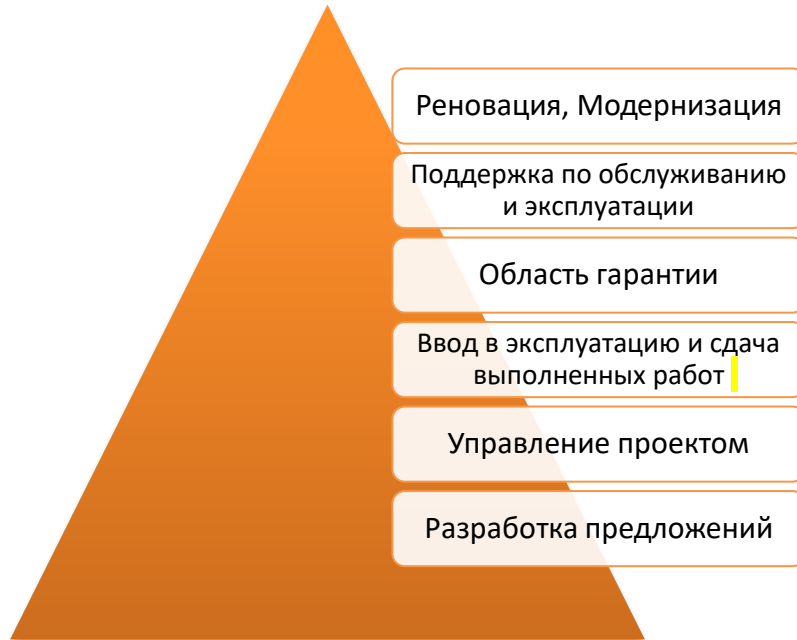 Реновация, Модернизация
Поддержка по обслуживанию
и эксплуатации
Область гарантии
Ввод в эксплуатацию и сдача
выполненных работ
Управление проектом
Разработка предложений